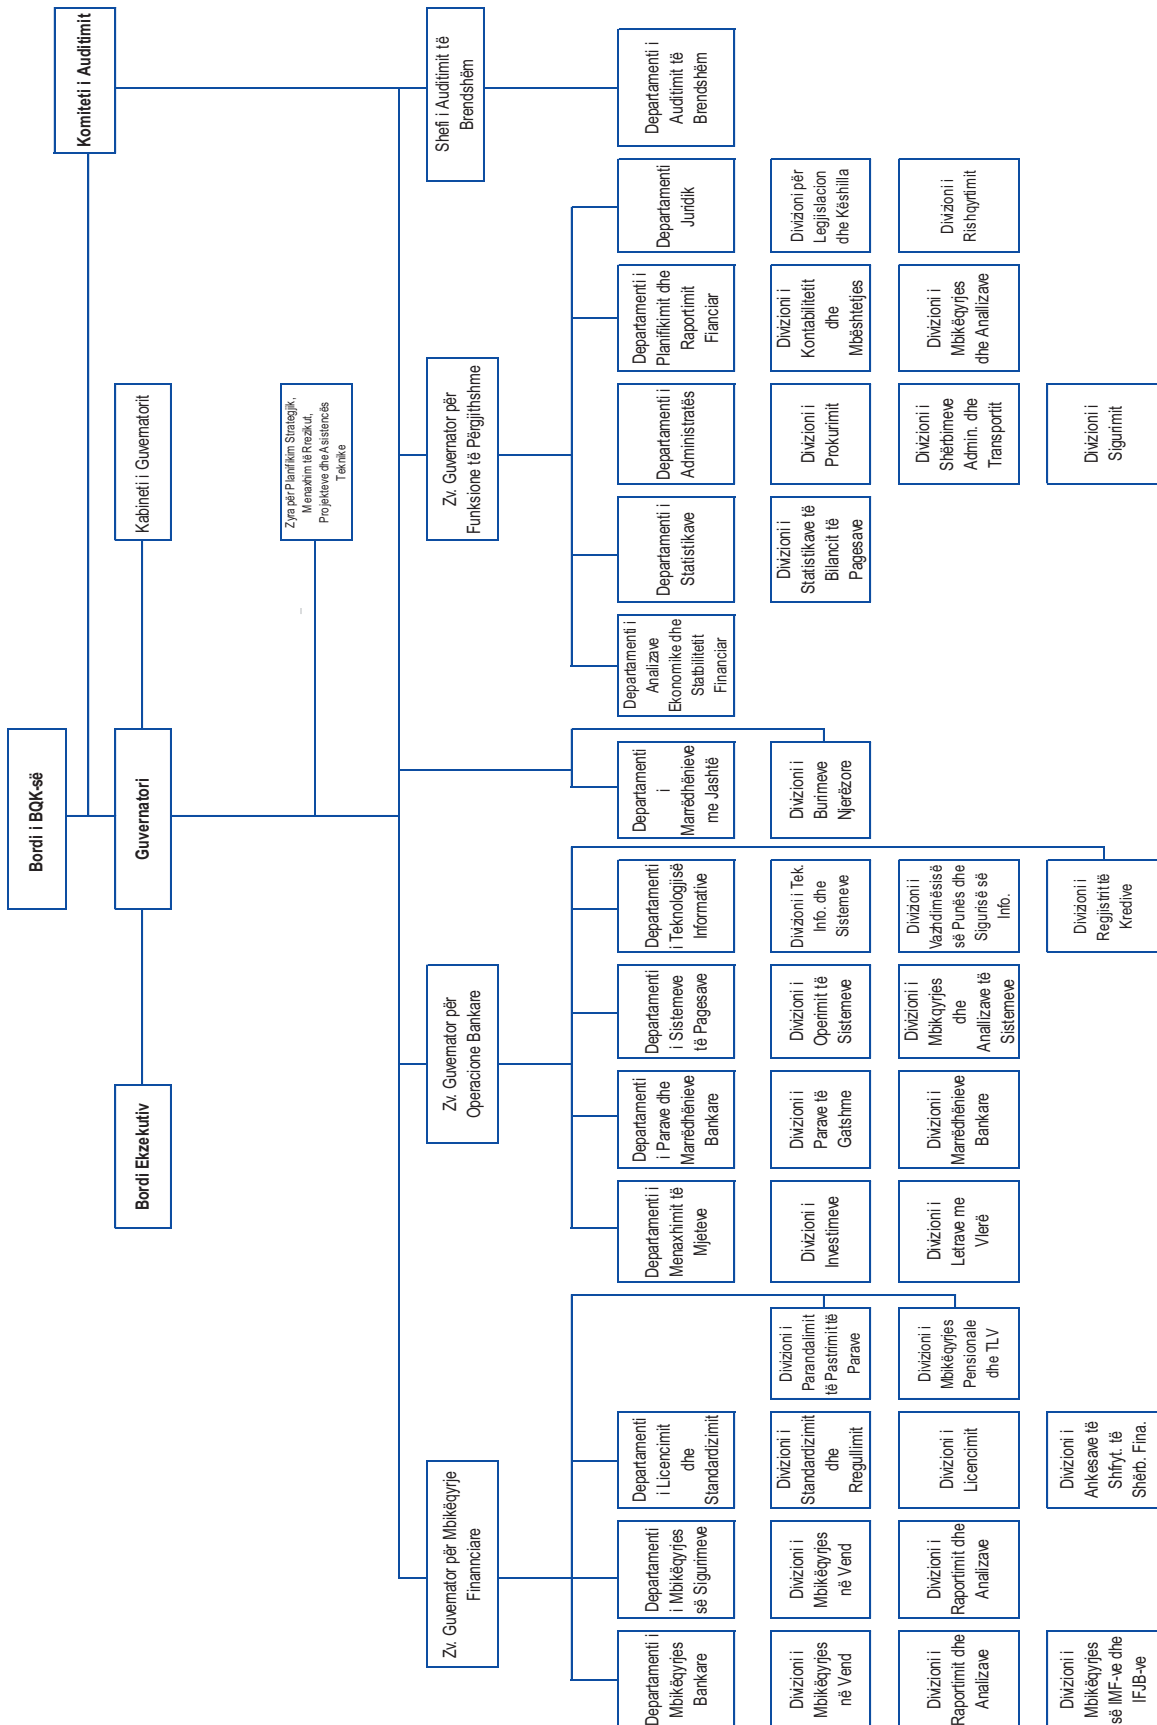 Bordi i BQK-së
Komiteti i Auditimit
Bordi Ekzekutiv
Guvernatori
Kabineti i Guvernatorit
Zyra për Planifikim Strategjik,
Menaxhim të Rrezikut,
Projekteve dhe Asistencës
Teknike
Zv. Guvernator për Mbikëqyrje
Finannciare
Zv. Guvernator për
Operacione Bankare
Zv. Guvernator për
Funksione të Përgjithshme
Shefi i Auditimit të
Brendshëm
Departamenti i
Mbikëqyrjes
Bankare
Departamenti
i Mbikëqyrjes
së Sigurimeve
Departamenti
i Licencimit
dhe
Standardizimit
Departamenti i
Menaxhimit të
Mjeteve
Departamenti
i Parave dhe
Marrëdhënieve
Bankare
Departamenti
i Sistemeve
të Pagesave
Departamenti
i Teknologjisë
Informative
Departamenti
i
Marrëdhënieve
me Jashtë
Departamenti i
Analizave
Ekonomike dhe
Statbilitetit
Financiar
Departamenti i
Statistikave
Departamenti i
Administratës
Departamenti i
Planifikimit dhe
Raportimit
Fianciar
Departamenti
Juridik
Departamenti i
Auditimit të
Brendshëm
Divizioni i
Mbikëqyrjes
në Vend
Divizioni i
Mbikëqyrjes
në Vend
Divizioni i
Standardizimit
dhe
Rregullimit
Divizioni i
Parandalimit
të Pastrimit të
Parave
Divizioni i
Investimeve
Divizioni i
Parave të
Gatshme
Divizioni i
Operimit të
Sistemeve
Divizioni i Tek.
Info. dhe
Sistemeve
Divizioni i
Burimeve
Njerëzore
Divizioni i
Statistikave të
Bilancit të
Pagesave
Divizioni i
Prokurimit
Divizioni i
Kontabilitetit
dhe
Mbështetjes
Divizioni për
Legjislacion
dhe Këshilla
Divizioni i
Raportimit dhe
Analizave
Divizioni i
Raportimit dhe
Analizave
Divizioni i
Licencimit
Divizioni i
Mbikëqyrjes
Pensionale
dhe TLV
Divizioni i
Letrave me
Vlerë
Divizioni i
Marrëdhënieve
Bankare
Divizioni i
Mbikqyrjes
dhe
Anallizave të
Sistemeve
Divizioni i
Vazhdimësisë
së Punës dhe
Sigurisë së
Info.
Divizioni i
Shërbimeve
Admin. dhe
Transportit
Divizioni i
Mbikëqyrjes
dhe Anallizave
Divizioni i
Rishqyrtimit
Divizioni i
Mbikëqyrjes
së IMF-ve dhe
IFJB-ve
Divizioni i
Ankesave të
Shfryt. të
Shërb. Fina.
Divizioni i
Regjistrit të
Kredive
Divizioni i
Sigurimit